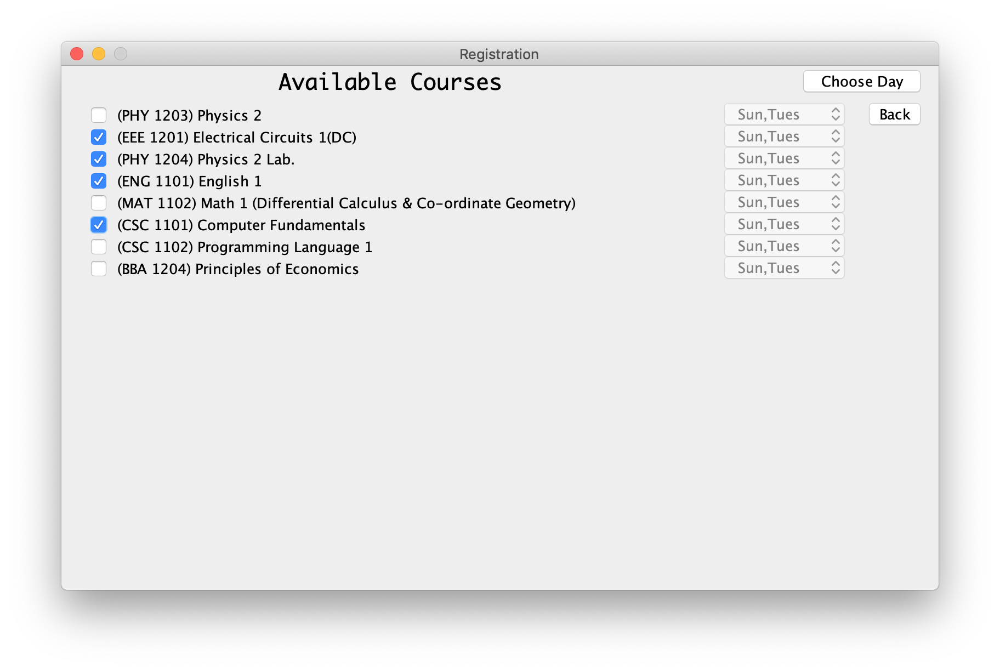 Registration
Available Courses Choose Day
(PHY 1203) Physics 2 Sun,Tues Back
(EEE 1201) Electrical Circuits 1(DC) Sun,Tues
(PHY 1204) Physics 2 Lab. Sun,Tues
(ENG 1101) English 1 Sun,Tues
(MAT 1102) Math 1 (Differential Calculus & Co-ordinate Geometry) Sun,Tues
(CSC 1101) Computer Fundamentals Sun,Tues
(CSC 1102) Programming Language 1 Sun,Tues
(BBA 1204) Principles of Economics Sun,Tues